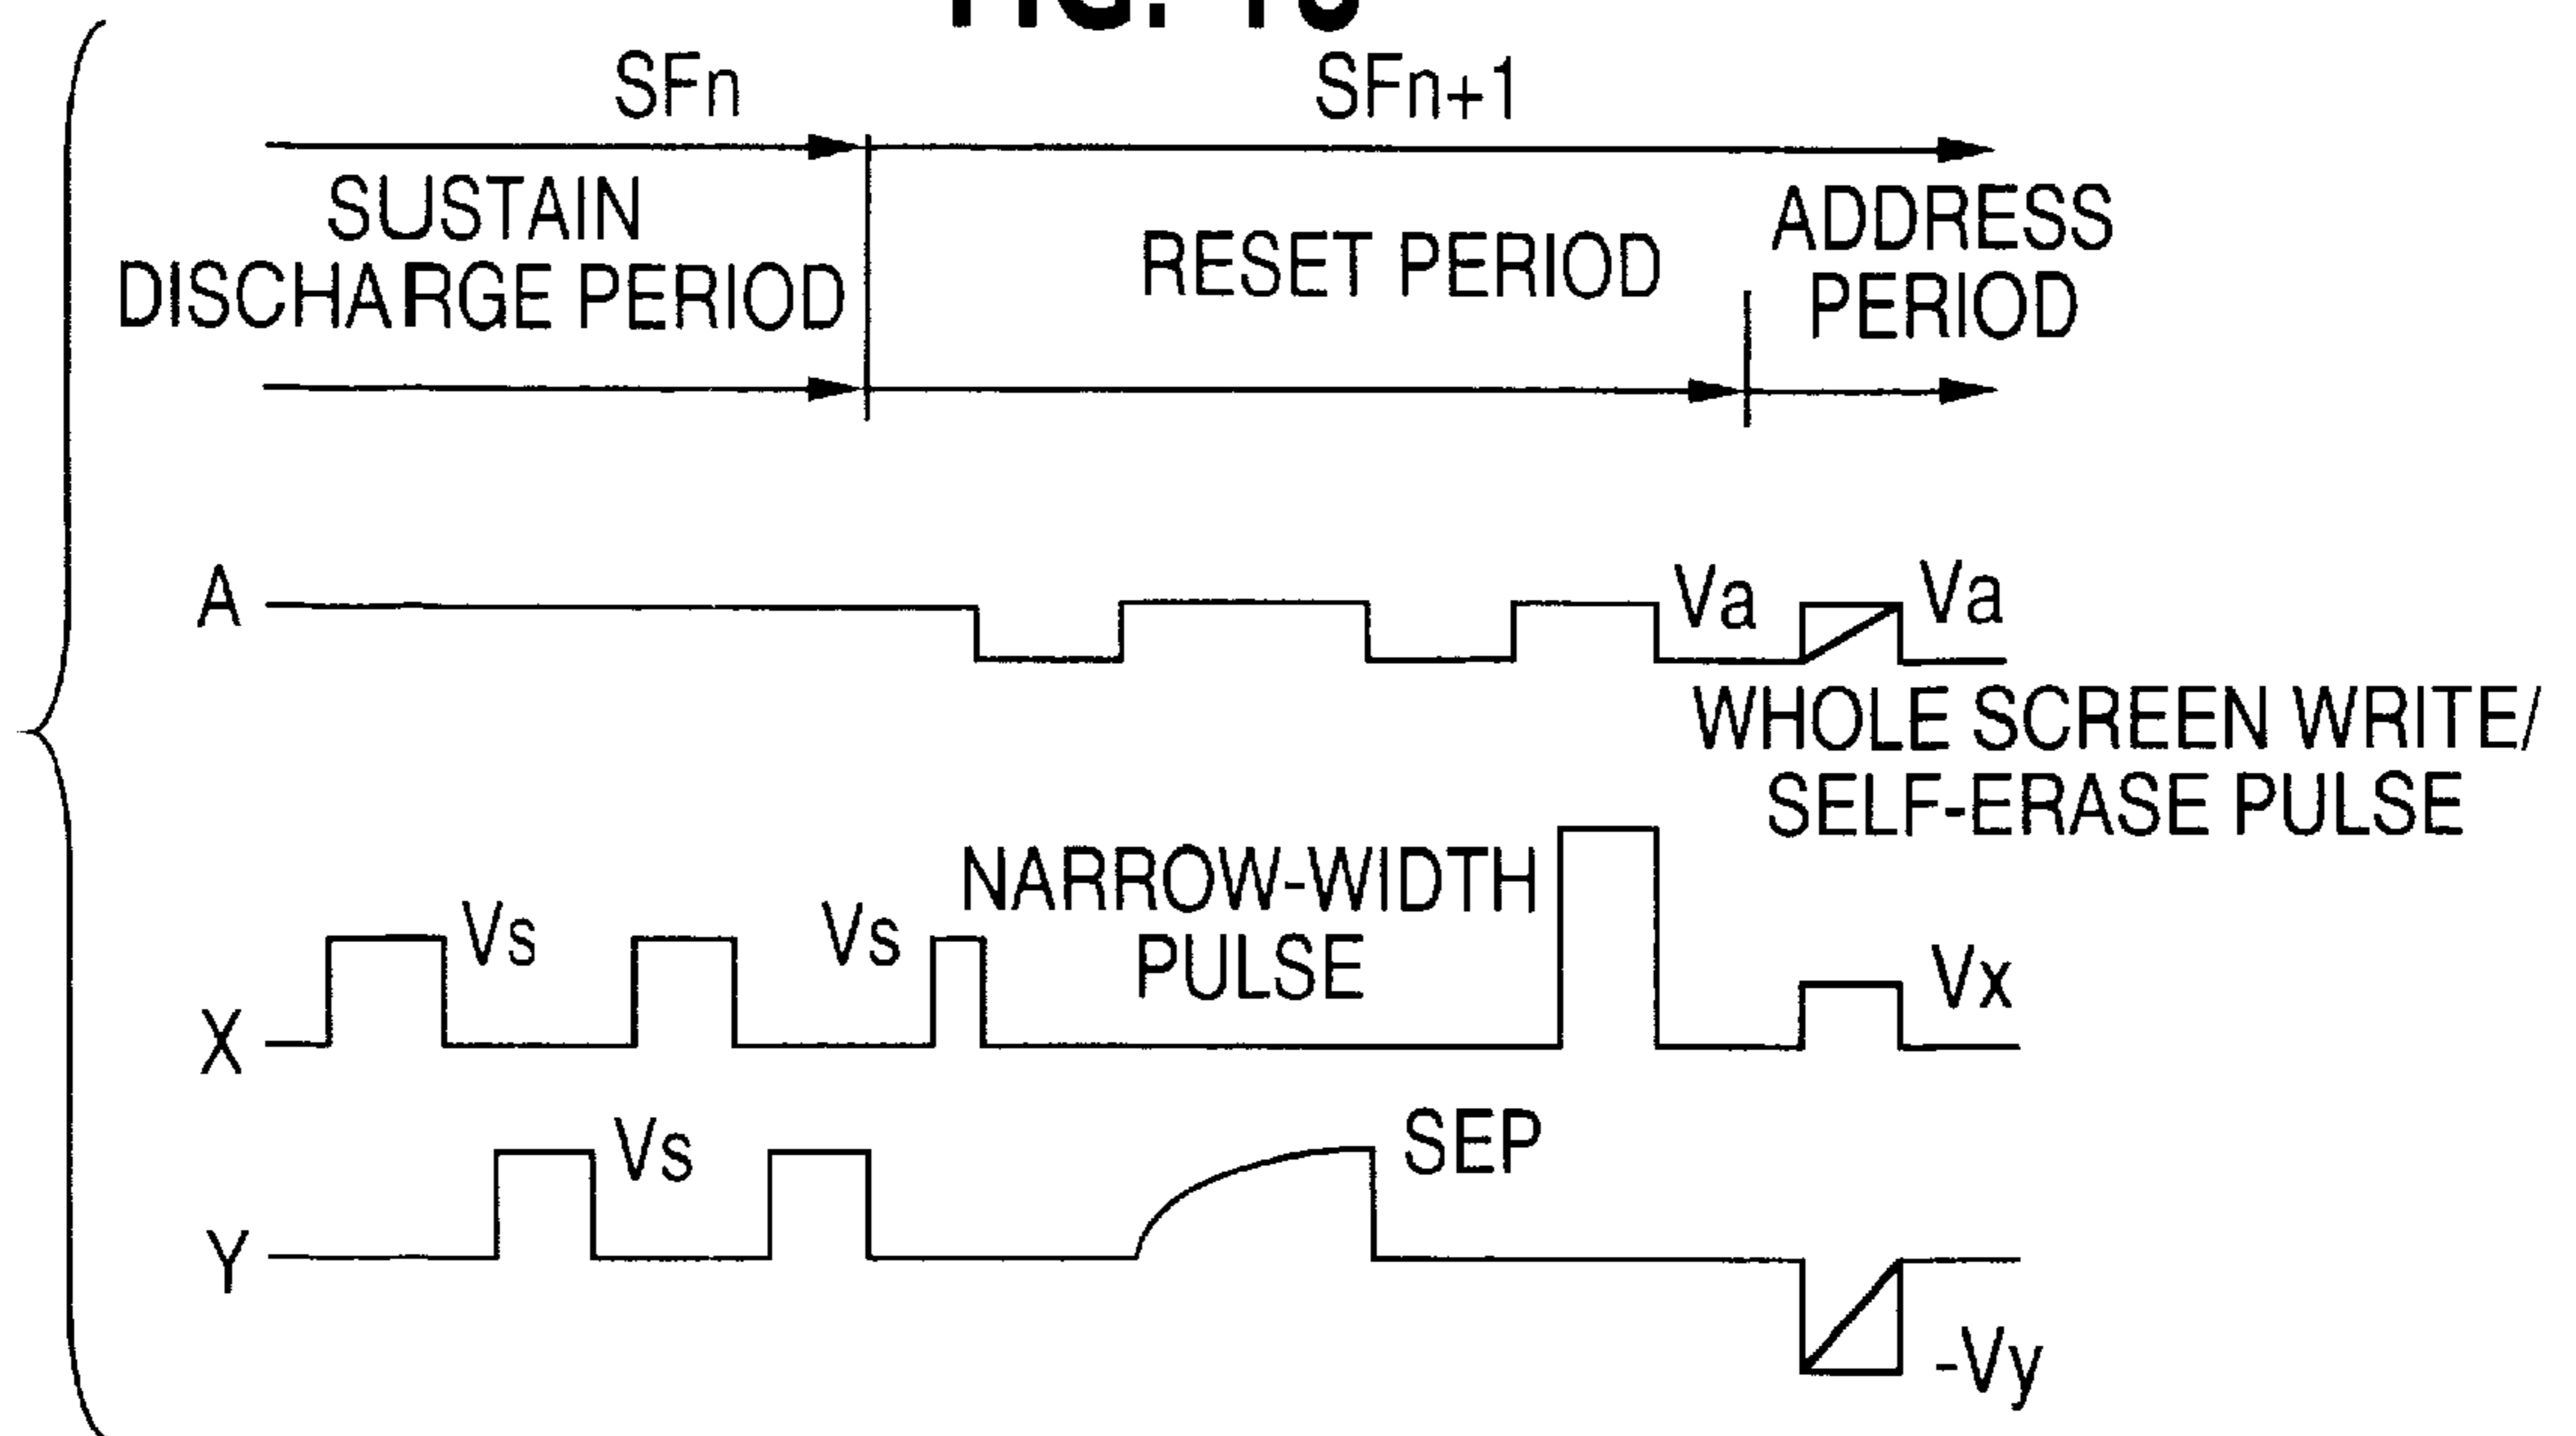 SFn
SFn+1
SUSTAIN
DISCHARGE PERIOD
RESET PERIOD
ADDRESS
PERIOD
A
Va
Va
WHOLE SCREEN WRITE/
SELF-ERASE PULSE
NARROW-WIDTH
PULSE
Vs
Vs
Vx
X
Vs
SEP
Y
-Vy